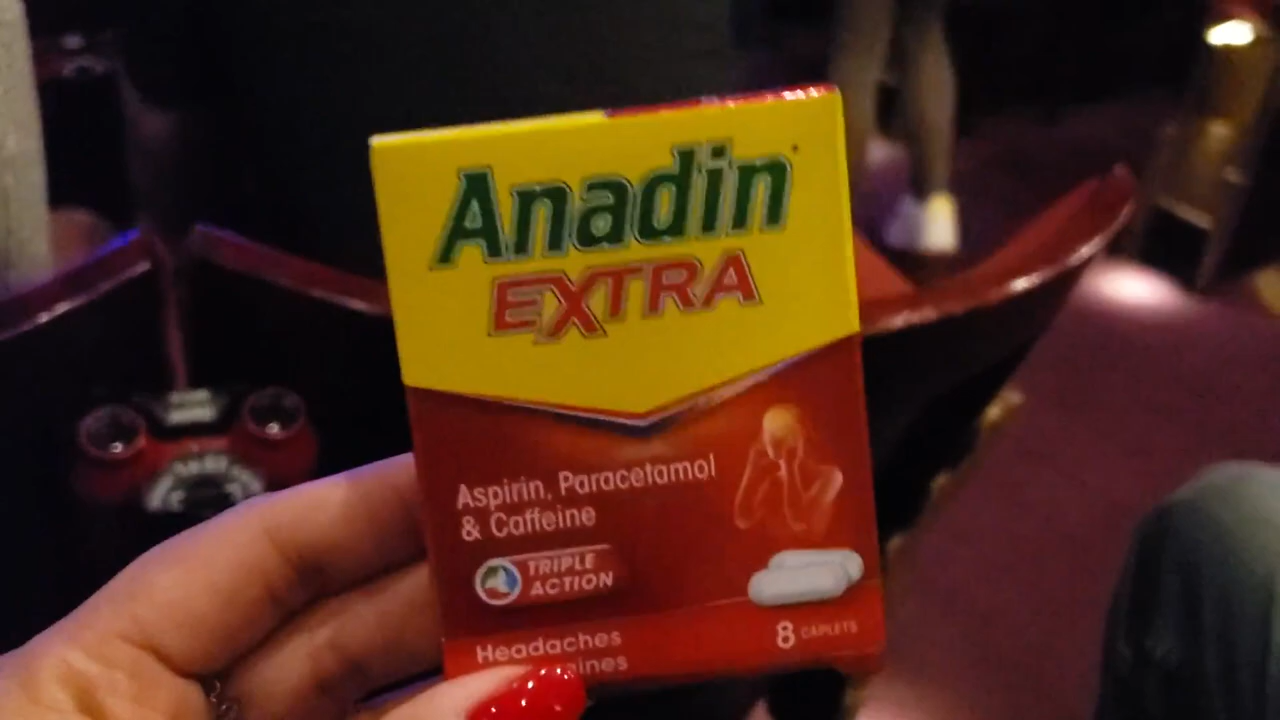 Anadin
EXTRA
Aspirin, Paracetamol
& Caffeine
TRIPLE
ACTION
8 CAPLETS
Headaches